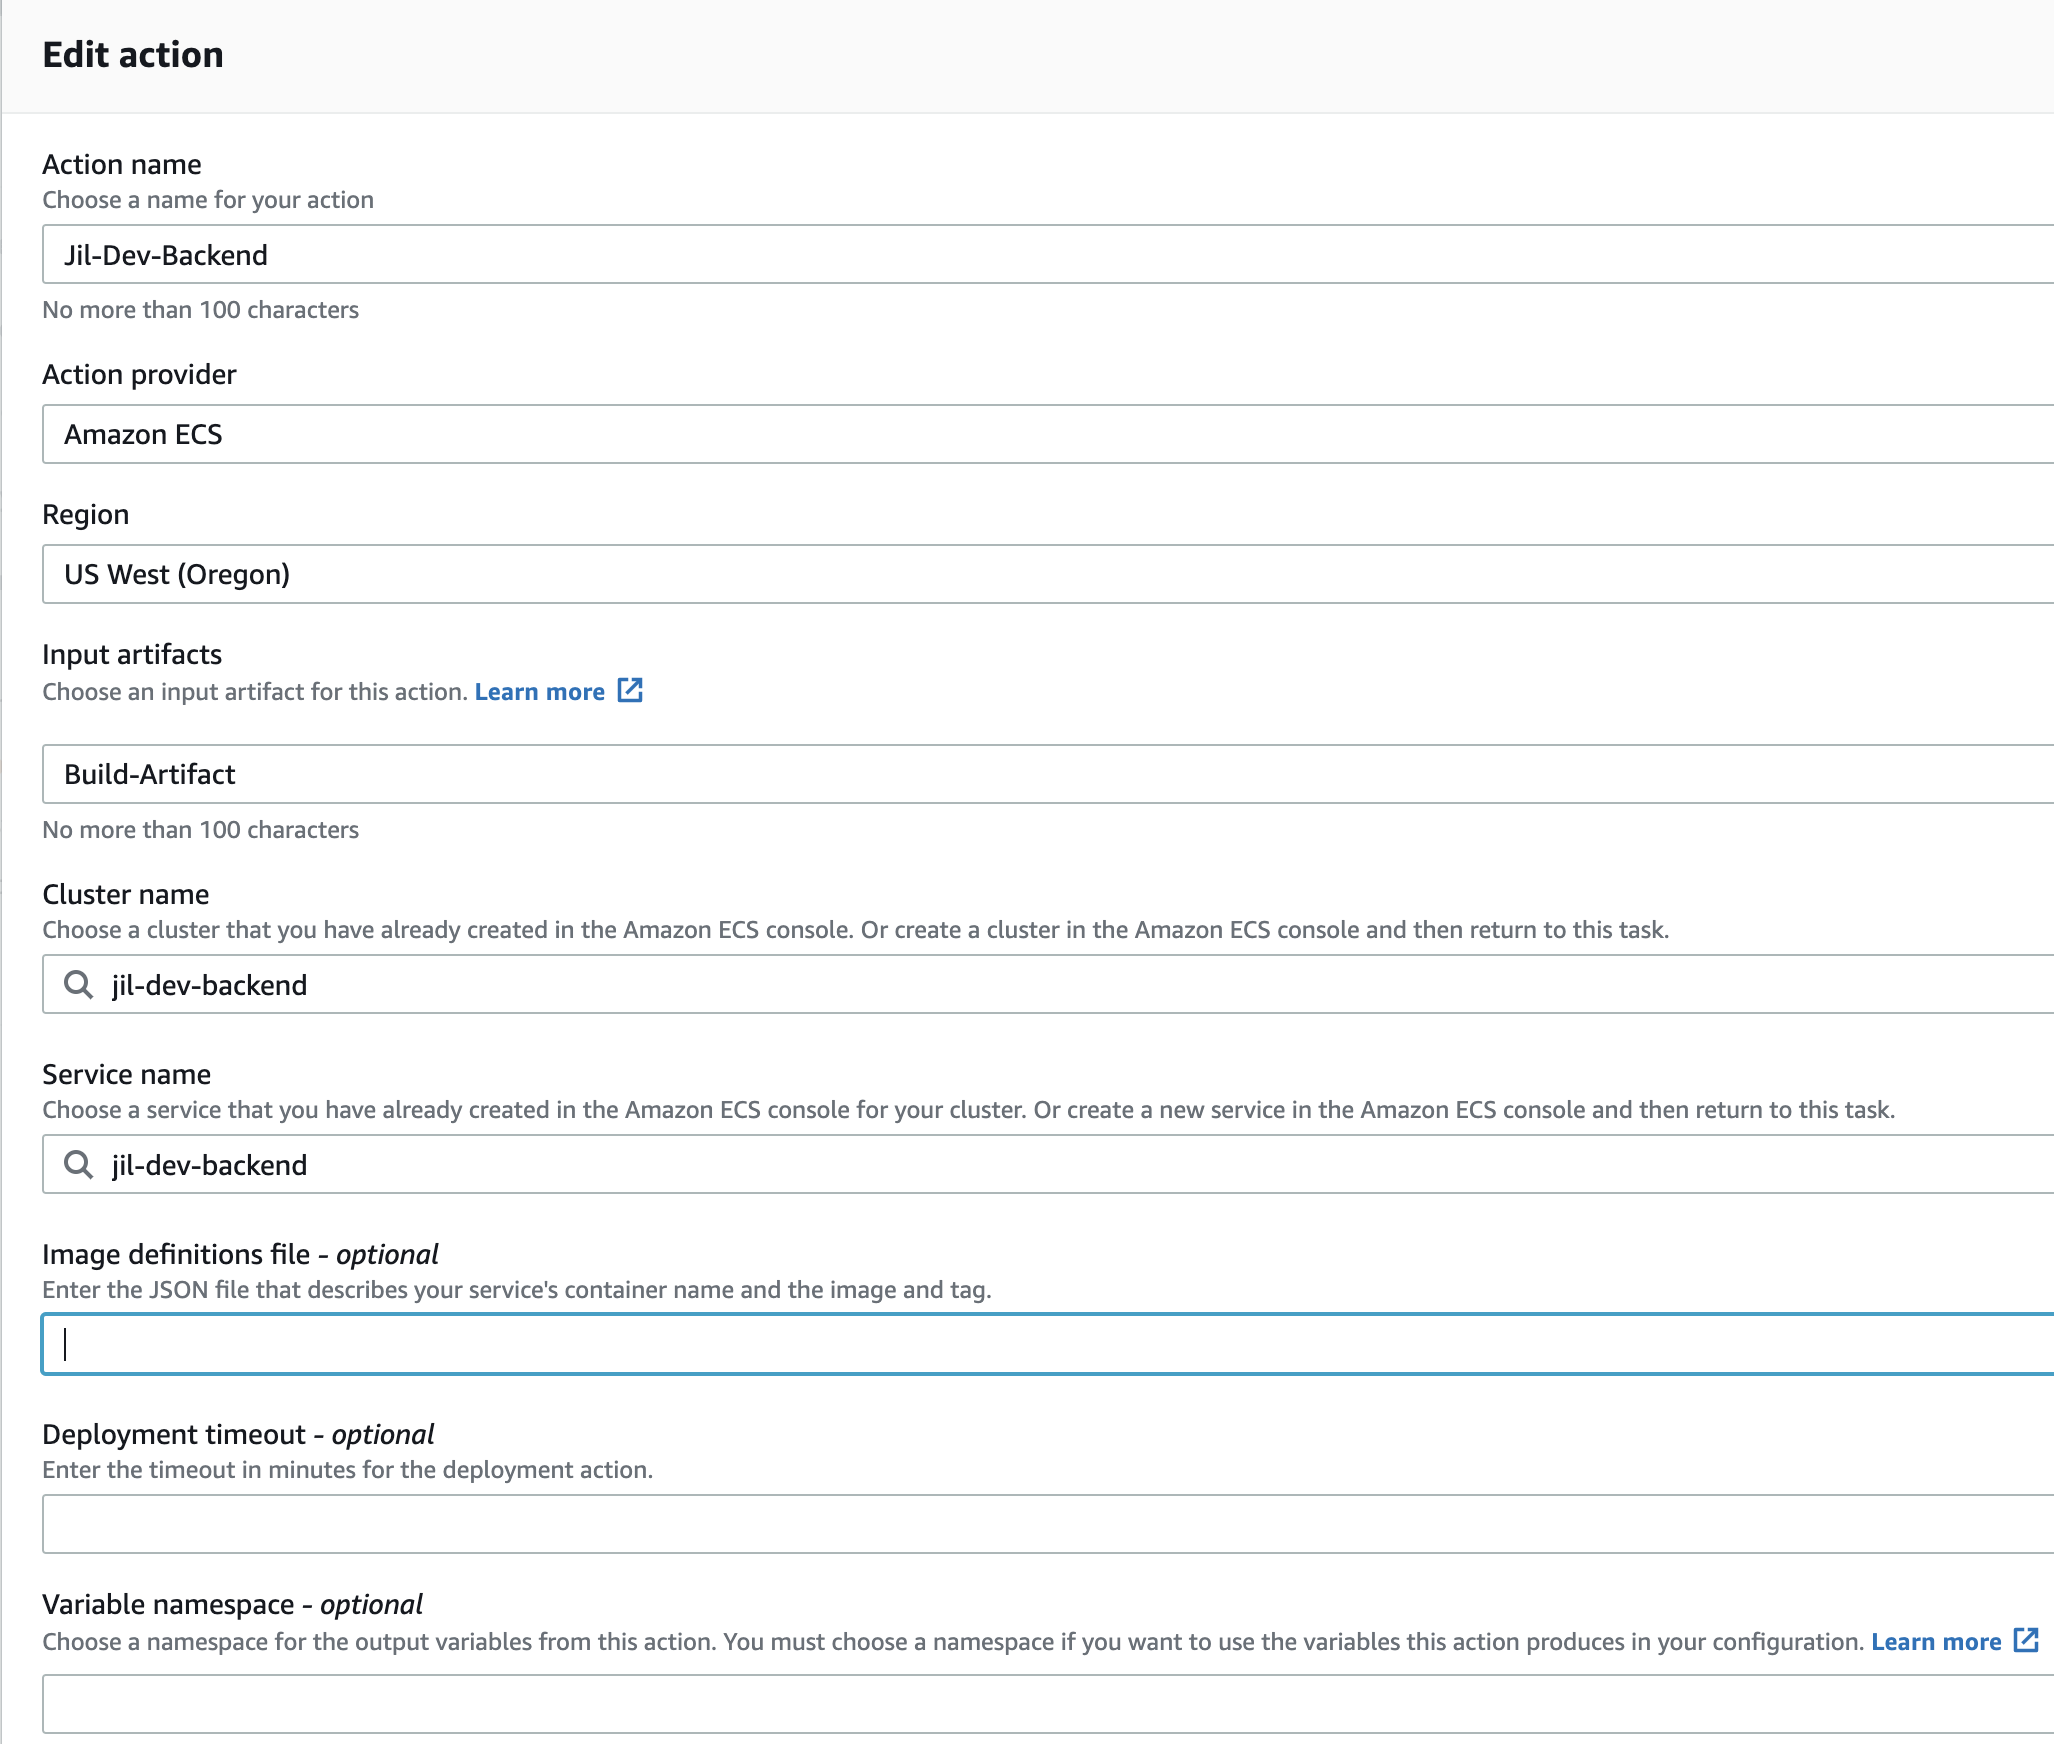 Edit action
Action name
Choose a name for your action
Jil-Dev-Backend
No more than 100 characters
Action provider
Amazon ECS
Region
US West (Oregon)
Input artifacts
Choose an input artifact for this action. Learn more
Build-Artifact
No more than 100 characters
Cluster name
Choose a cluster that you have already created in the Amazon ECS console. Or create a cluster in the Amazon ECS console and then return to this task.
jil-dev-backend
Service name
Choose a service that you have already created in the Amazon ECS console for your cluster. Or create a new service in the Amazon ECS console and then return to this task.
jil-dev-backend
Image definitions file - optional
Enter the JSON file that describes your service's container name and the image and tag.
Deployment timeout - optional
Enter the timeout in minutes for the deployment action.
Variable namespace - optional
Choose a namespace for the output variables from this action. You must choose a namespace if you want to use the variables this action produces in your configuration. Learn more